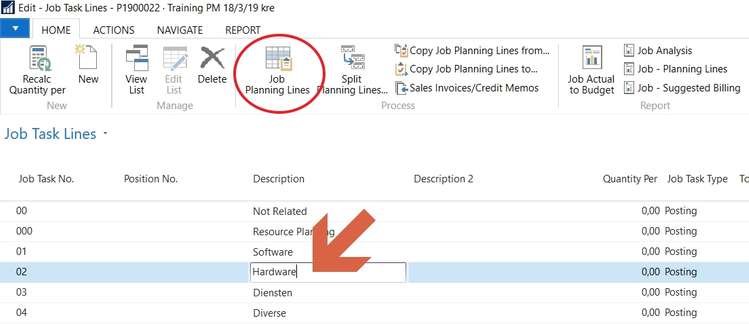 Edit - Job Task Lines - P1900022 · Training PM 18/3/19 kre
HOME ACTIONS NAVIGATE REPORT
Recalc Quantity per
New
View List
Edit List
Delete
Job Planning Lines
Split Planning Lines...
Copy Job Planning Lines from...
Copy Job Planning Lines to...
Sales Invoices/Credit Memos
Job Actual to Budget
Job Analysis
Job - Planning Lines
Job - Suggested Billing
New Manage Process Report
Job Task Lines
Job Task No. Position No. Description Description 2 Quantity Per Job Task Type To
00 Not Related 0,00 Posting
000 Resource Planning 0,00 Posting
01 Software 0,00 Posting
02 Hardware 0,00 Posting
03 Diensten 0,00 Posting
04 Diverse 0,00 Posting